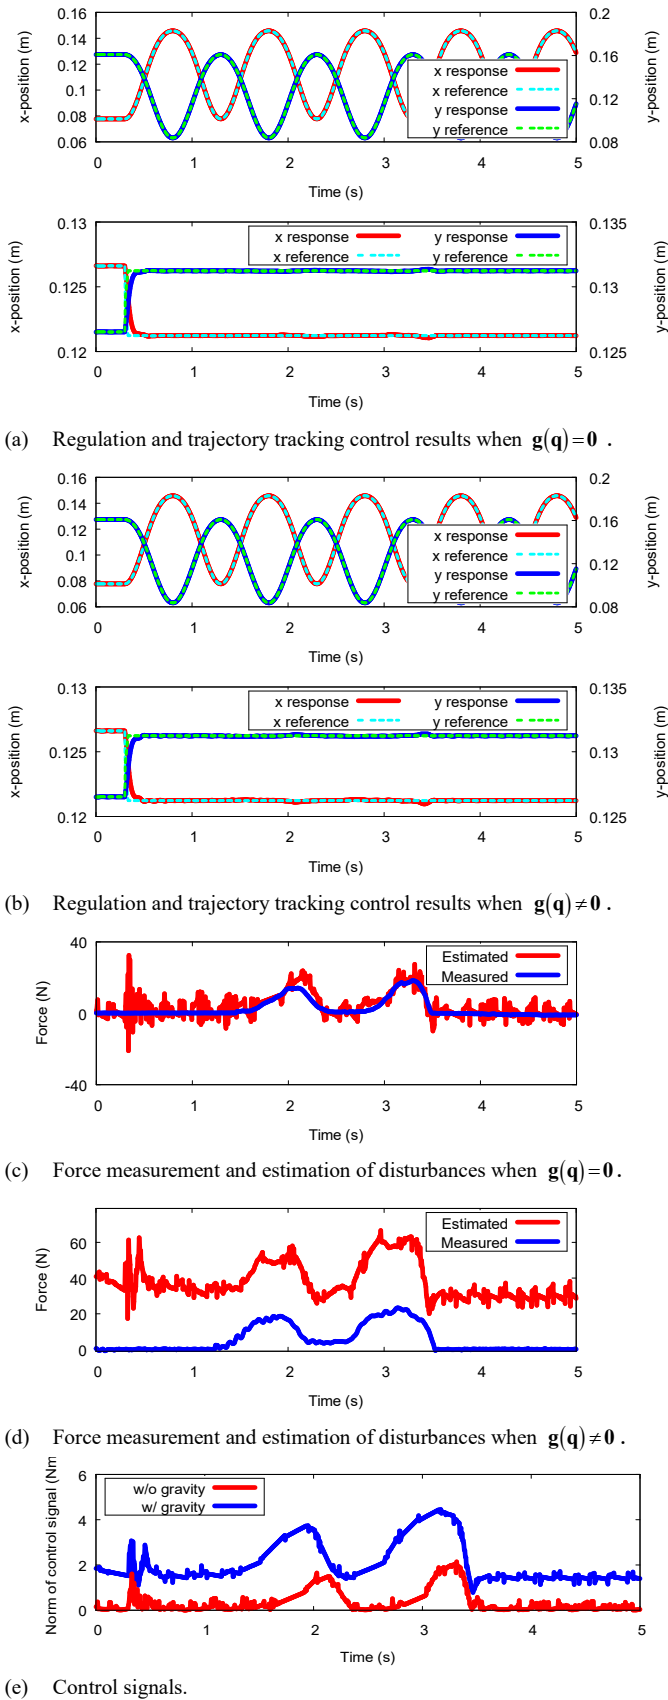 0.16 0.2
0.14
0.16
0.12
0.1 0.12
0.08
0.06 0.08
x-position (m)
y-position (m)
x response
x reference
y response
y reference
0 1 2 3 4 5
Time (s)
0.13 0.135
0.125 0.13
0.12 0.125
x-position (m)
y-position (m)
x response y response
x reference y reference
0 1 2 3 4 5
Time (s)
(a) Regulation and trajectory tracking control results when g(q)=0 .
0.16 0.2
0.14
0.16
0.12
0.1 0.12
0.08
0.06 0.08
x-position (m)
y-position (m)
x response
x reference
y response
y reference
0 1 2 3 4 5
Time (s)
0.13 0.135
0.125 0.13
0.12 0.125
x-position (m)
y-position (m)
x response y response
x reference y reference
0 1 2 3 4 5
Time (s)
(b) Regulation and trajectory tracking control results when g(q)≠0 .
40
0
-40
Force (N)
Estimated
Measured
0 1 2 3 4 5
Time (s)
(c) Force measurement and estimation of disturbances when g(q)=0 .
60
40
20
0
Force (N)
Estimated
Measured
0 1 2 3 4 5
Time (s)
(d) Force measurement and estimation of disturbances when g(q)≠0 .
6
4
2
0
Norm of control signal (Nm
w/o gravity
w/ gravity
0 1 2 3 4 5
Time (s)
(e) Control signals.